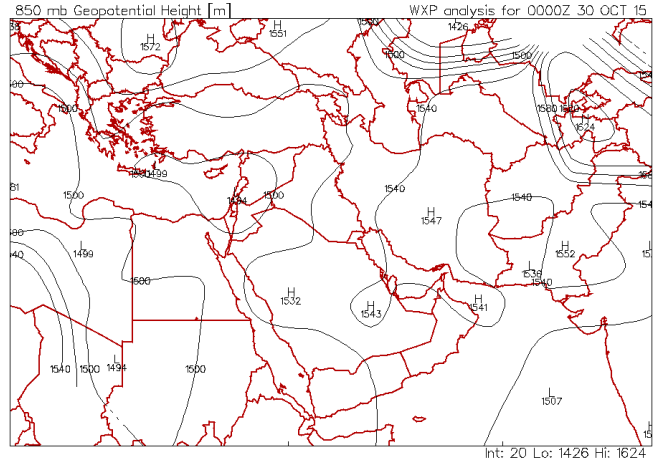 850 mb Geopotential Height [m] WXP analysis for 0000Z 30 OCT 15
H
1572
H
1551
1426
1500
1500
1500
1540
1580
H
1624
1500
1499
1500
1494
1500
1540
1540
H
1547
L
1499
1500
H
1532
H
1543
H
1541
L
1536
1540
H
1552
1540
1500
L
1494
1500
L
1507
Int: 20 Lo: 1426 Hi: 1624